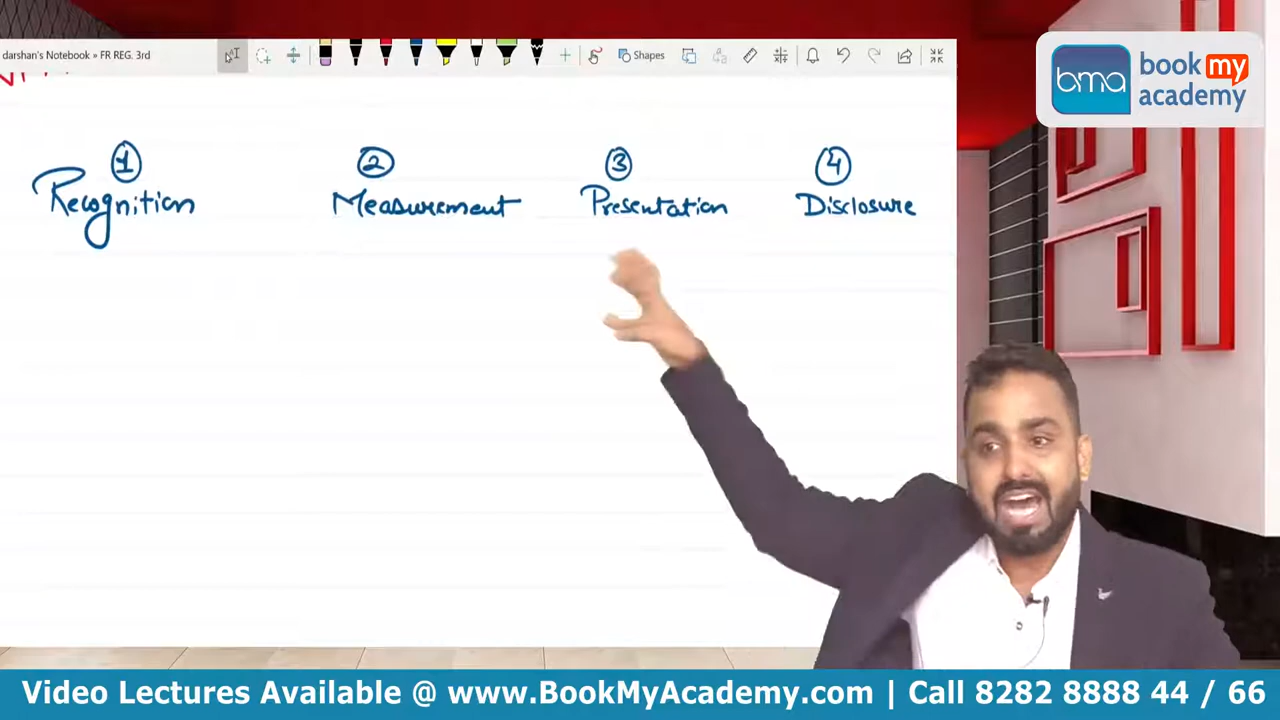 darshan's Notebook » FR REG. 3rd
Shapes
bma book my academy
1 2 3 4
Recognition Measurement Presentation Disclosure
Video Lectures Available @ www.BookMyAcademy.com | Call 8282 8888 44 / 66